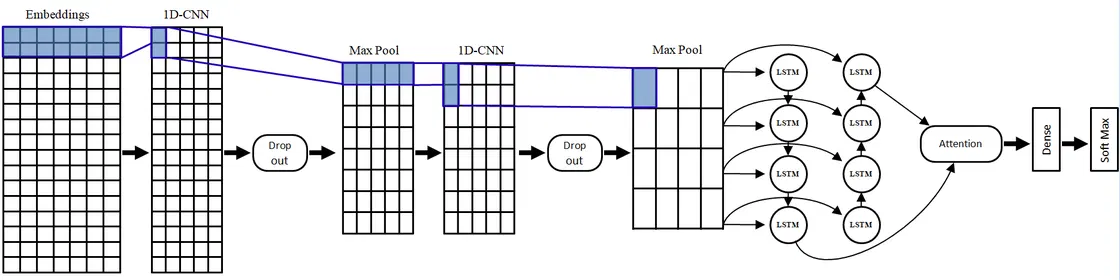 Embeddings
1D-CNN
Max Pool
1D-CNN
Max Pool
Drop
out
Drop
out
LSTM
LSTM
LSTM
LSTM
LSTM
LSTM
LSTM
LSTM
Attention
Dense
Soft Max